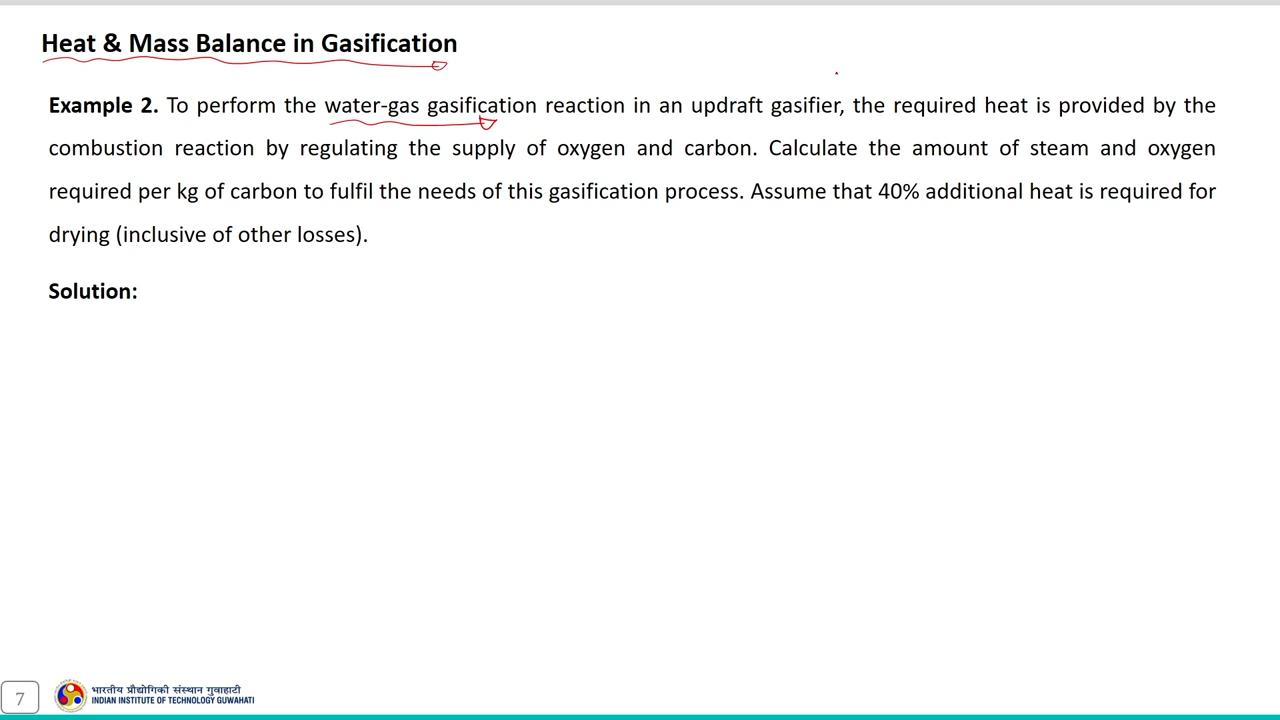 Heat & Mass Balance in Gasification
Example 2. To perform the water-gas gasification reaction in an updraft gasifier, the required heat is provided by the
combustion reaction by regulating the supply of oxygen and carbon. Calculate the amount of steam and oxygen
required per kg of carbon to fulfil the needs of this gasification process. Assume that 40% additional heat is required for
drying (inclusive of other losses).
Solution:
7
भारतीय प्रौद्योगिकी संस्थान गुवाहाटी
INDIAN INSTITUTE OF TECHNOLOGY GUWAHATI